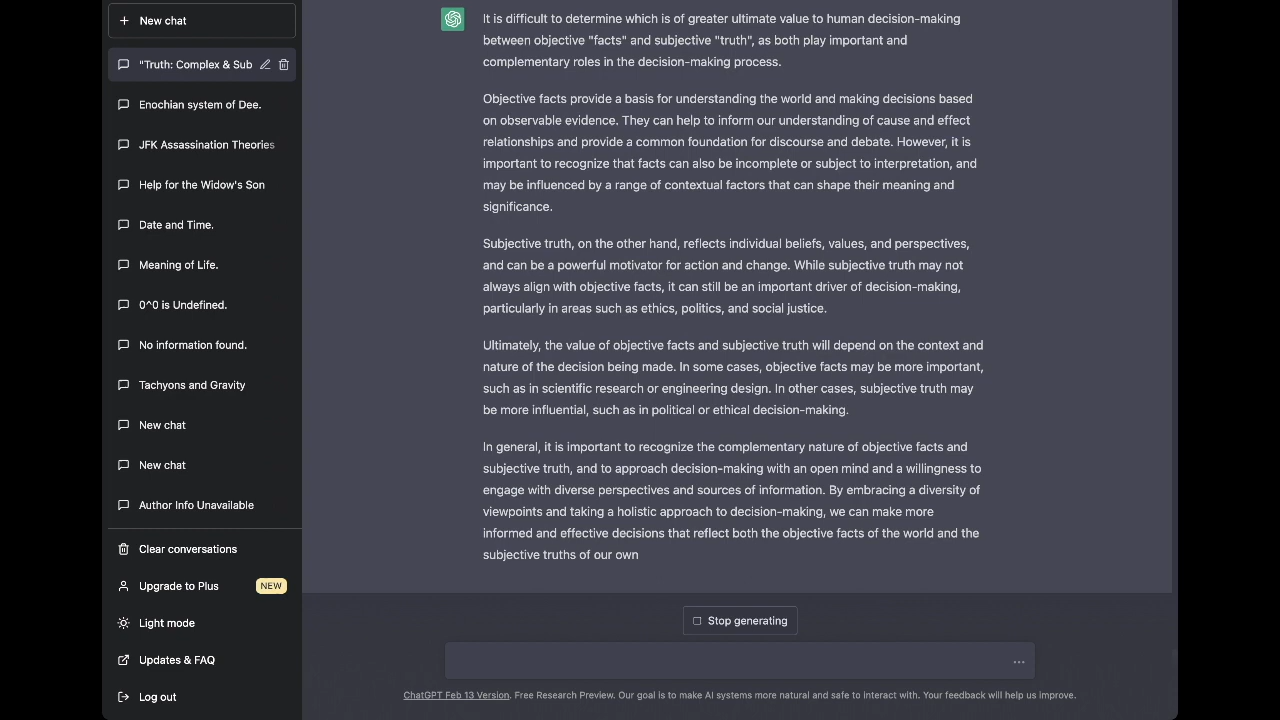 New chat
"Truth: Complex & Sub
Enochian system of Dee.
JFK Assassination Theories
Help for the Widow's Son
Date and Time.
Meaning of Life.
0^0 is Undefined.
No information found.
Tachyons and Gravity
New chat
New chat
Author Info Unavailable
Clear conversations
Upgrade to Plus NEW
Light mode
Updates & FAQ
Log out
It is difficult to determine which is of greater ultimate value to human decision-making
between objective "facts" and subjective "truth", as both play important and
complementary roles in the decision-making process.
Objective facts provide a basis for understanding the world and making decisions based
on observable evidence. They can help to inform our understanding of cause and effect
relationships and provide a common foundation for discourse and debate. However, it is
important to recognize that facts can also be incomplete or subject to interpretation, and
may be influenced by a range of contextual factors that can shape their meaning and
significance.
Subjective truth, on the other hand, reflects individual beliefs, values, and perspectives,
and can be a powerful motivator for action and change. While subjective truth may not
always align with objective facts, it can still be an important driver of decision-making,
particularly in areas such as ethics, politics, and social justice.
Ultimately, the value of objective facts and subjective truth will depend on the context and
nature of the decision being made. In some cases, objective facts may be more important,
such as in scientific research or engineering design. In other cases, subjective truth may
be more influential, such as in political or ethical decision-making.
In general, it is important to recognize the complementary nature of objective facts and
subjective truth, and to approach decision-making with an open mind and a willingness to
engage with diverse perspectives and sources of information. By embracing a diversity of
viewpoints and taking a holistic approach to decision-making, we can make more
informed and effective decisions that reflect both the objective facts of the world and the
subjective truths of our own
Stop generating
ChatGPT Feb 13 Version. Free Research Preview. Our goal is to make AI systems more natural and safe to interact with. Your feedback will help us improve.